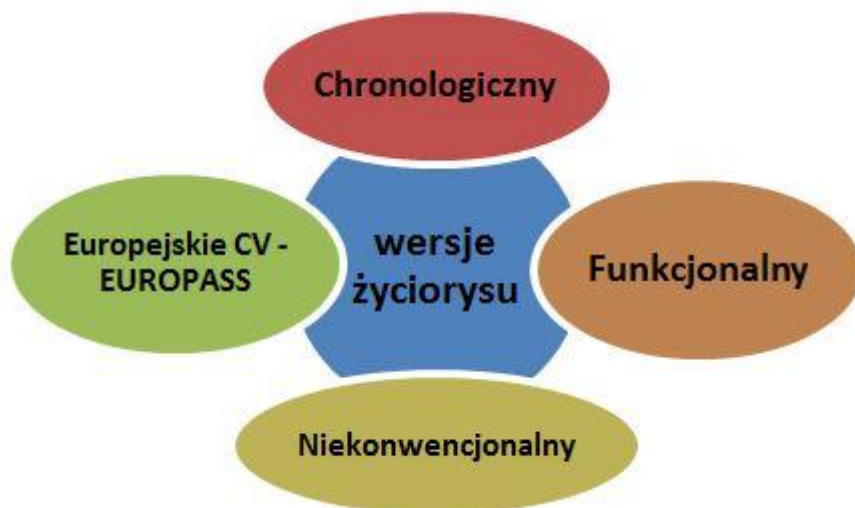 Chronologiczny
Europejskie CV -
EUROPASS
wersje
życiorysu
Funkcjonalny
Niekonwencjonalny